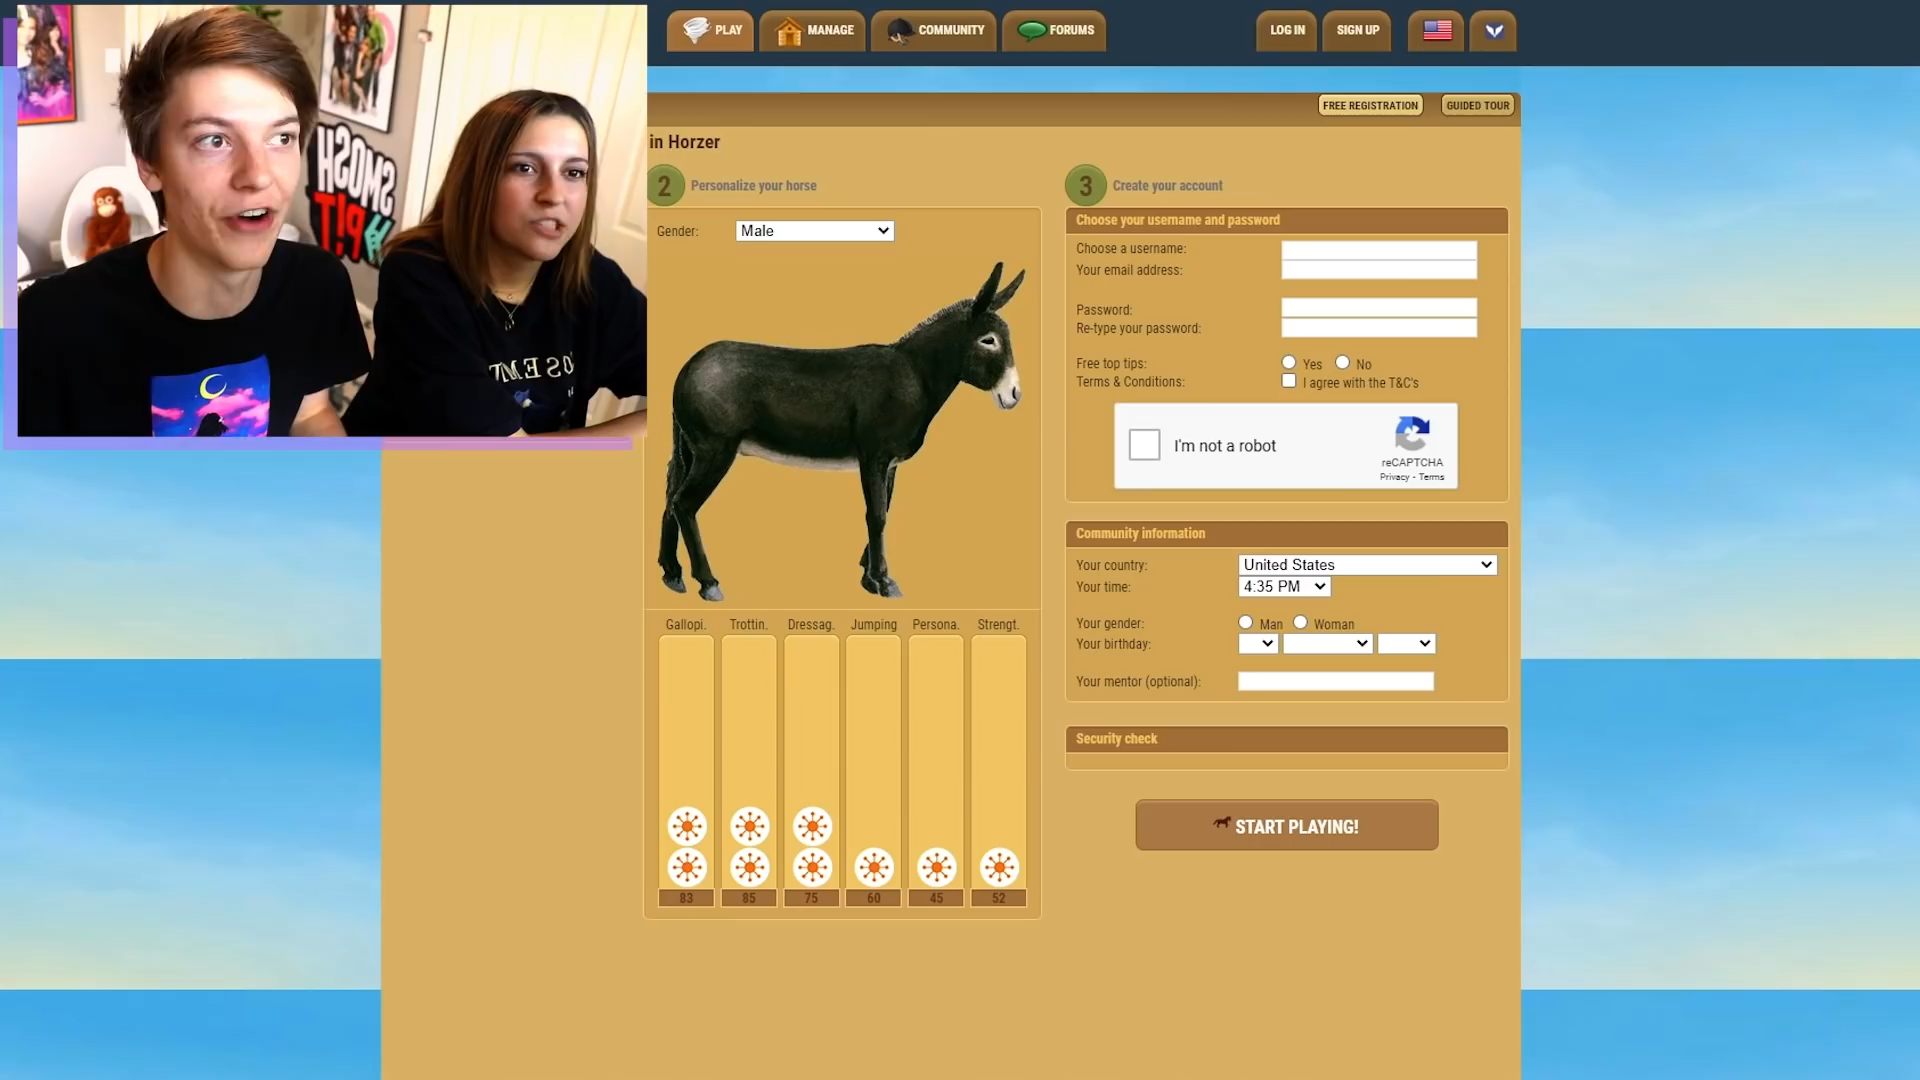 PLAY
MANAGE
COMMUNITY
FORUMS
LOG IN
SIGN UP
FREE REGISTRATION
GUIDED TOUR
in Horzer
2 Personalize your horse
Gender: Male
3 Create your account
Choose your username and password
Choose a username:
Your email address:
Password:
Re-type your password:
Free top tips: Yes No
Terms & Conditions: I agree with the T&C's
I'm not a robot
reCAPTCHA
Privacy - Terms
Community information
Your country: United States
Your time: 4:35 PM
Your gender: Man Woman
Your birthday:
Your mentor (optional):
Security check
START PLAYING!
Gallopi. Trottin. Dressag. Jumping Persona. Strengt.
83 85 75 60 45 52
SMOSH
PIT